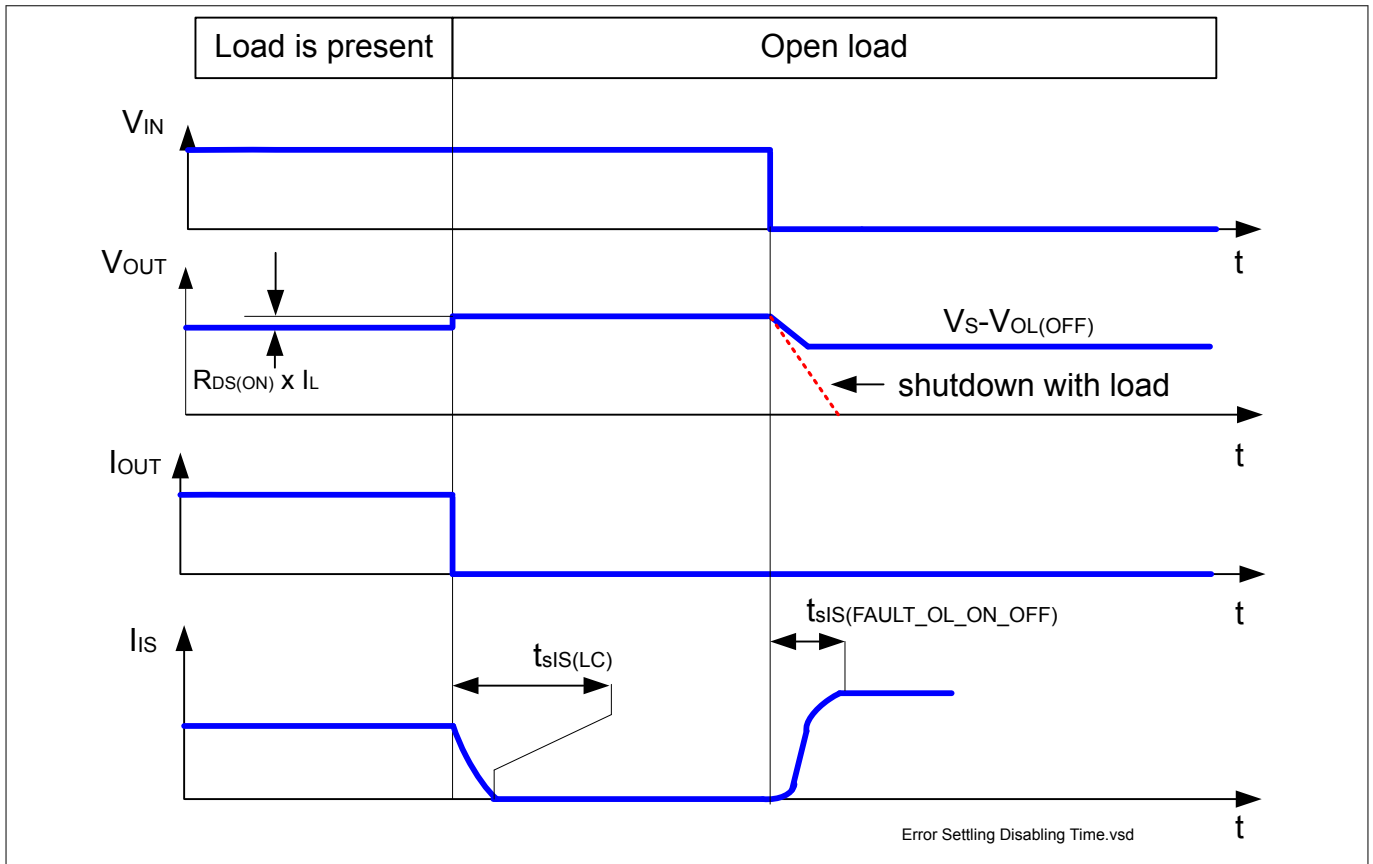 Load is present
Open load
VIN
t
VOUT
RDS(ON) x IL
VS-VOL(OFF)
shutdown with load
t
IOUT
t
IIS
tsIS(LC)
tsIS(FAULT_OL_ON_OFF)
t
Error Settling Disabling Time.vsd